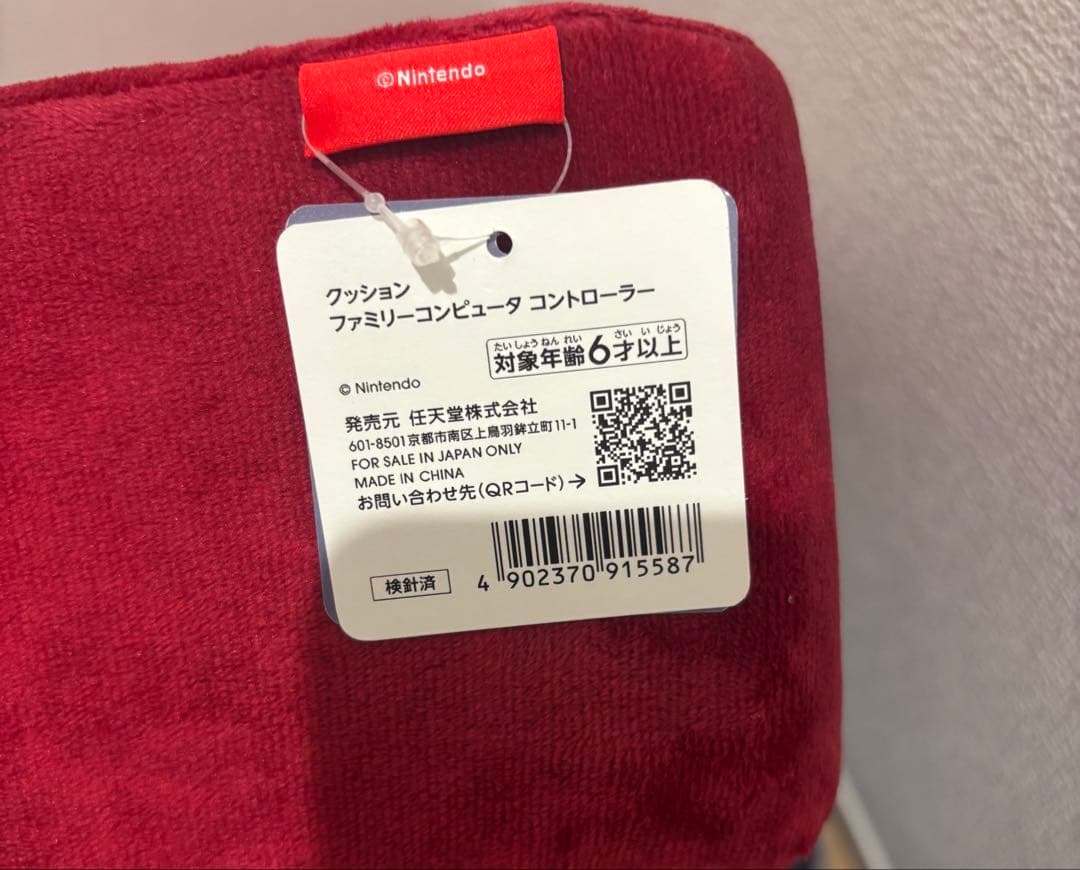 ©Nintendo
クッション
ファミリーコンピュータ コントローラー
たいしょうねんれい さいいじょう
対象年齢6才以上
© Nintendo
発売元 任天堂株式会社
601-8501京都市南区上鳥羽鉾立町11-1
FOR SALE IN JAPAN ONLY
MADE IN CHINA
お問い合わせ先(QRコード)→
検針済
4 902370 915587